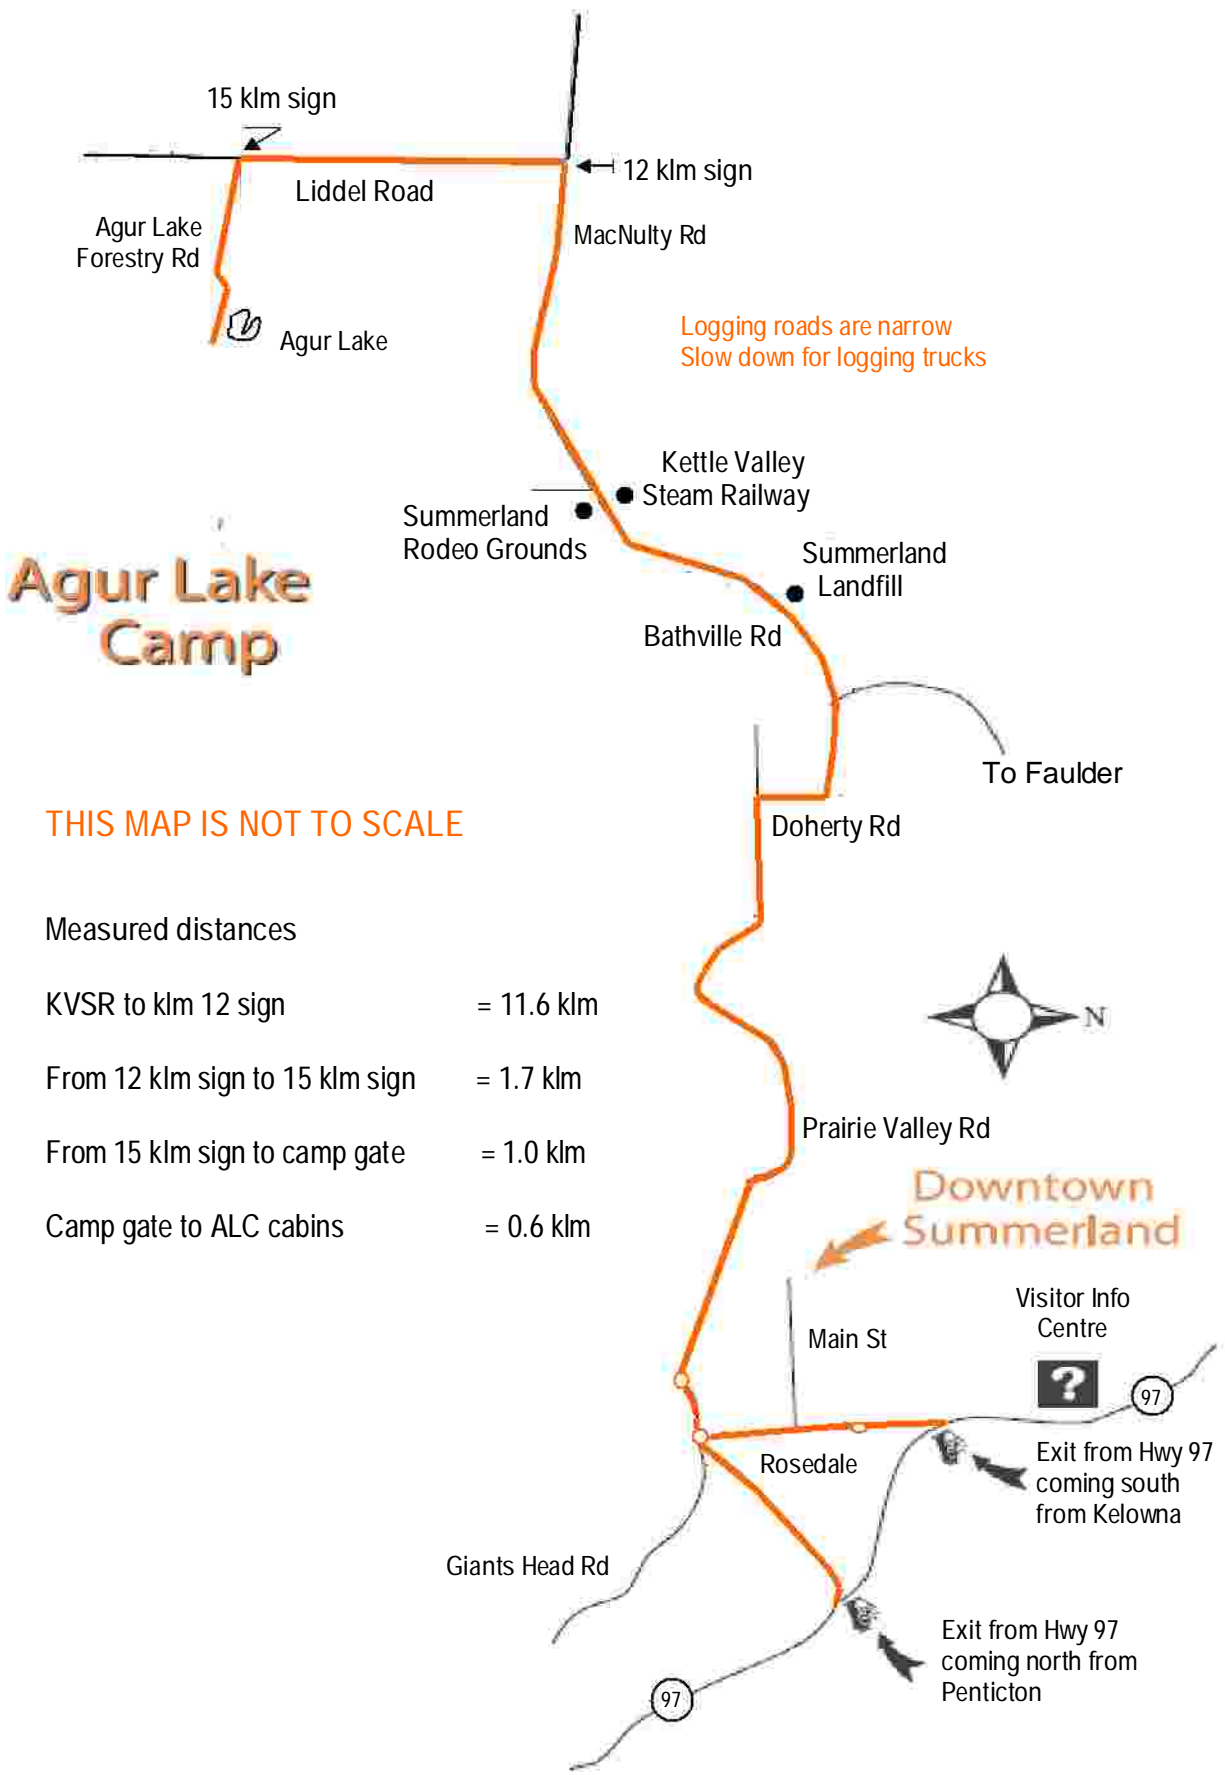 15 klm sign
12 klm sign
Liddel Road
Agur Lake
Forestry Rd
MacNulty Rd
Agur Lake
Logging roads are narrow
Slow down for logging trucks
Kettle Valley
Steam Railway
Summerland
Rodeo Grounds
Summerland
Landfill
Agur Lake
Camp
Bathville Rd
To Faulder
THIS MAP IS NOT TO SCALE
Doherty Rd
Measured distances
KVSR to klm 12 sign = 11.6 klm
From 12 klm sign to 15 klm sign = 1.7 klm
From 15 klm sign to camp gate = 1.0 klm
Camp gate to ALC cabins = 0.6 klm
N
Prairie Valley Rd
Downtown
Summerland
Visitor Info
Centre
?
Main St
97
Rosedale
Exit from Hwy 97
coming south
from Kelowna
Giants Head Rd
Exit from Hwy 97
coming north from
Penticton
97